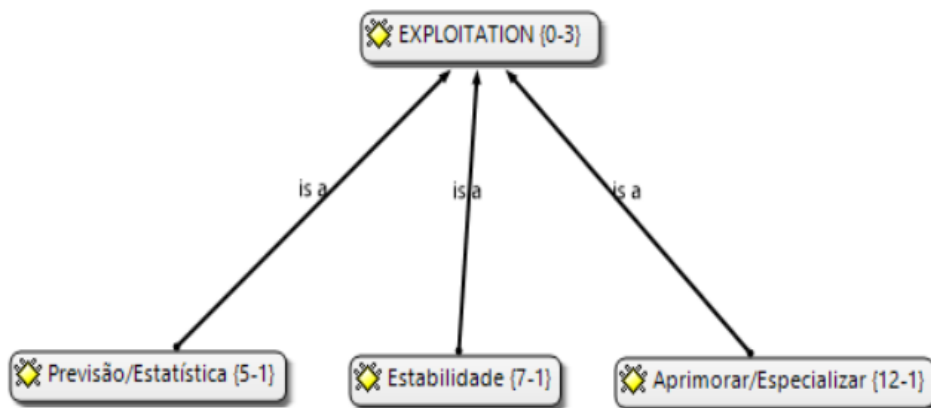 EXPLOITATION {0-3}
is a
is a
is a
Previsão/Estatística {5-1}
Estabilidade {7-1}
Aprimorar/Especializar {12-1}